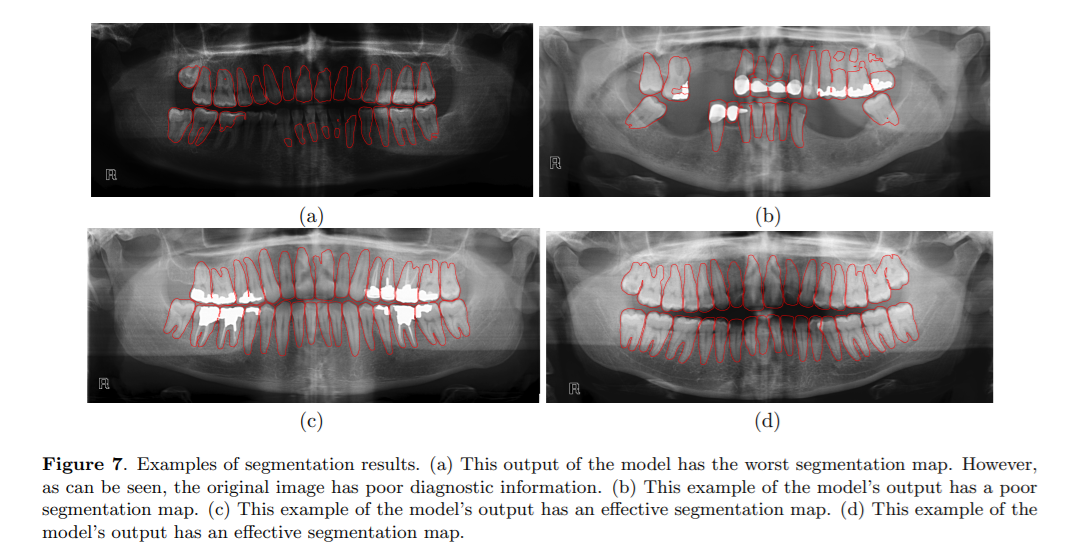 R
R
(a)
(b)
R
R
(c)
(d)
Figure 7. Examples of segmentation results. (a) This output of the model has the worst segmentation map. However,
as can be seen, the original image has poor diagnostic information. (b) This example of the model's output has a poor
segmentation map. (c) This example of the model's output has an effective segmentation map. (d) This example of the
model's output has an effective segmentation map.